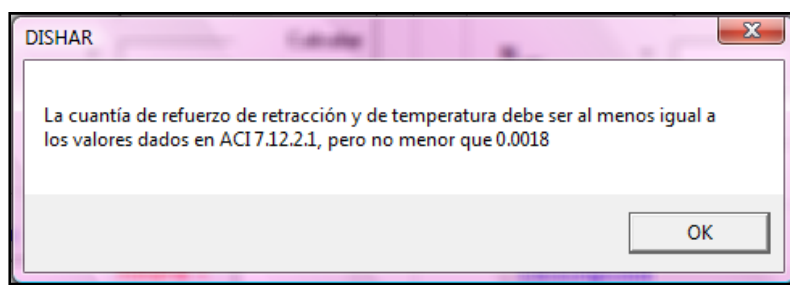 DISHAR
La cuantía de refuerzo de retracción y de temperatura debe ser al menos igual a
los valores dados en ACI 7.12.2.1, pero no menor que 0.0018
OK